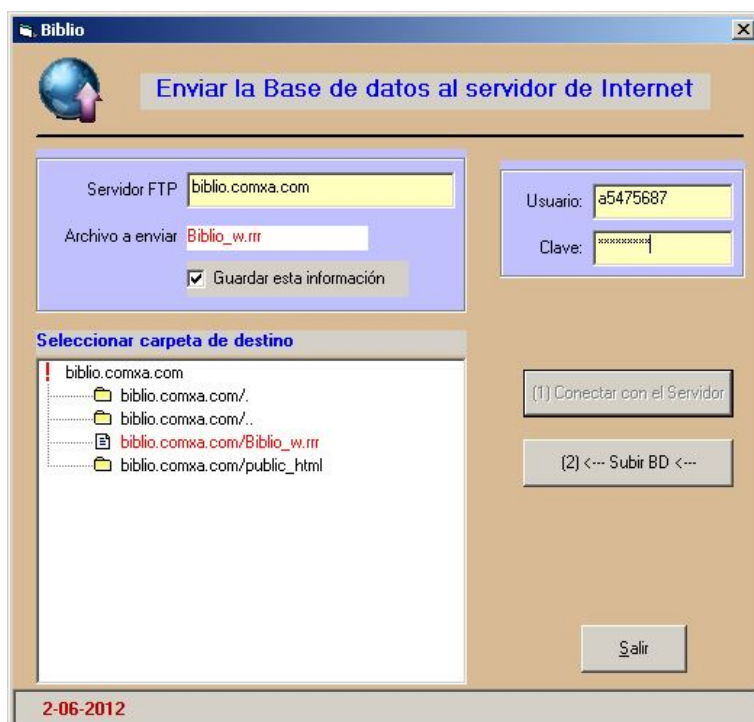 Biblio
Enviar la Base de datos al servidor de Internet
Servidor FTP biblio.comxa.com
Archivo a enviar Biblio_w.rrr
Guardar esta información
Usuario: a5475687
Clave: xxxxxxxxx
Seleccionar carpeta de destino
biblio.comxa.com
biblio.comxa.com/.
biblio.comxa.com/..
biblio.comxa.com/Biblio_w.rrr
biblio.comxa.com/public_html
(1) Conectar con el Servidor
(2) <--- Subir BD <---
Salir
2-06-2012